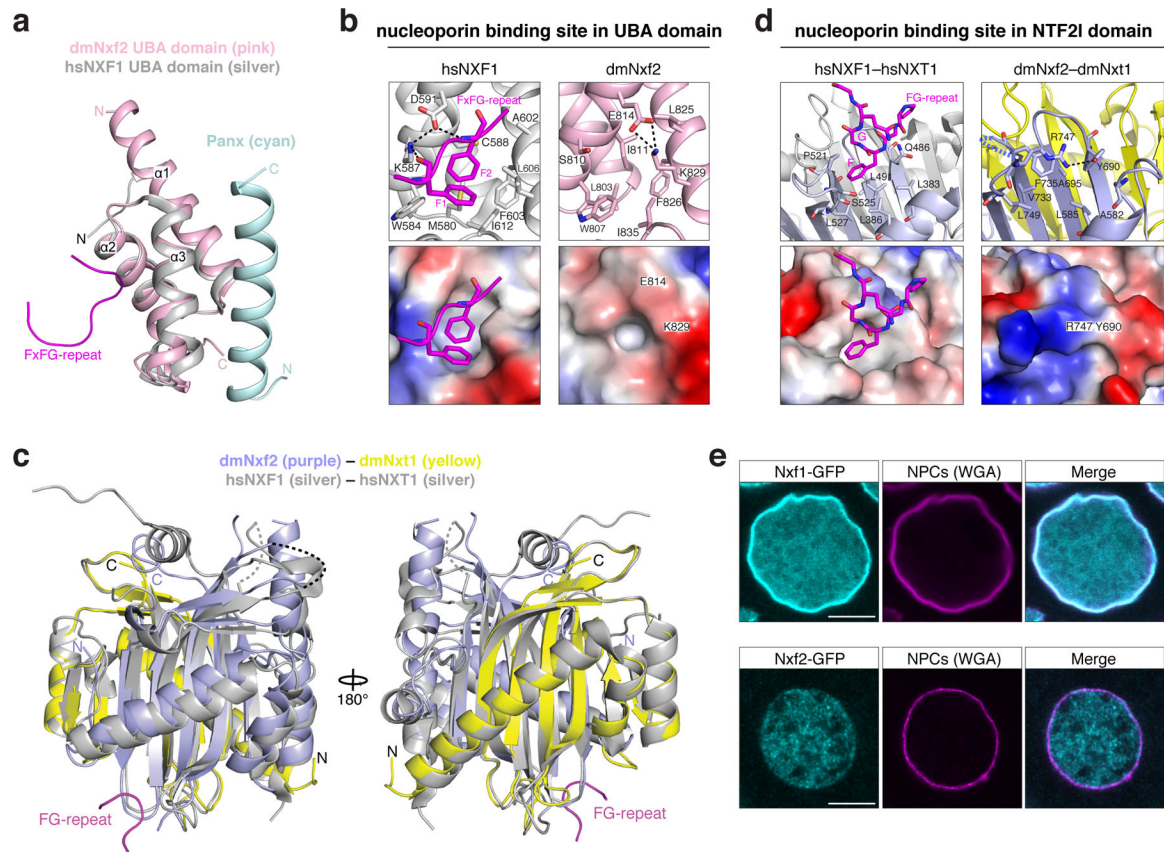 a
dmNxf2 UBA domain (pink)
hsNXF1 UBA domain (silver)
N
Panx (cyan)
C
α1
N
α2
α3
FxFG-repeat
C
N
b
nucleoporin binding site in UBA domain
hsNXF1
dmNxf2
D591
FxFG-repeat
A602
C588
K587
L606
F2
F1
F603
W584
M580
I612
E814
L825
I811
S810
K829
L803
F826
W807
I835
E814
K829
d
nucleoporin binding site in NTF2l domain
hsNXF1–hsNXT1
dmNxf2–dmNxt1
FG-repeat
G
Q486
P521
F
L491
L383
S525
L527
L386
R747
Y690
F735
A695
V733
L749
L585
A582
R747 Y690
c
dmNxf2 (purple) – dmNxt1 (yellow)
hsNXF1 (silver) – hsNXT1 (silver)
C
C
N
N
FG-repeat
180°
C
C
N
N
FG-repeat
e
Nxf1-GFP
NPCs (WGA)
Merge
Nxf2-GFP
NPCs (WGA)
Merge